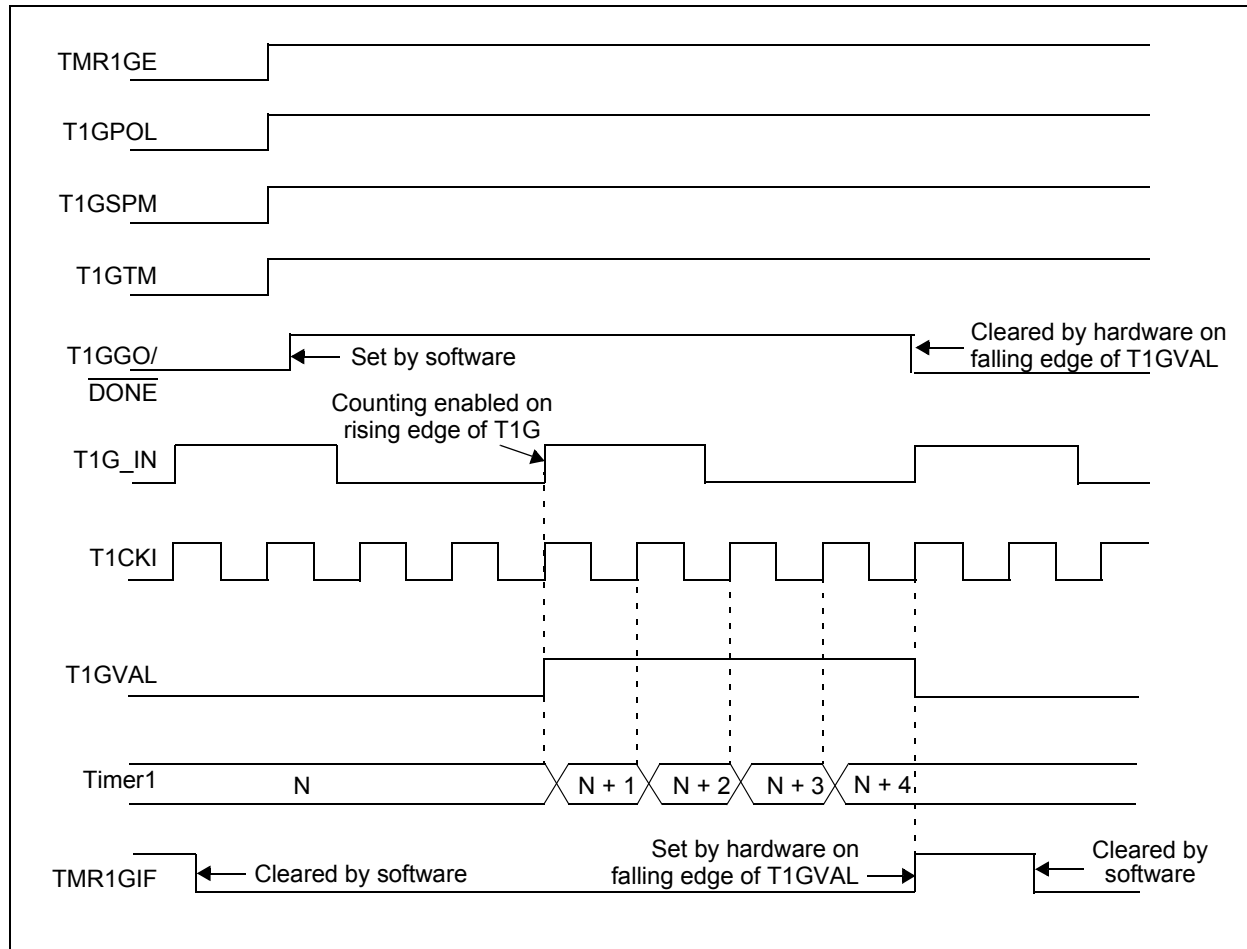 TMR1GE
T1GPOL
T1GSPM
T1GTM
T1GGO/
DONE
Set by software
Cleared by hardware on
falling edge of T1GVAL
Counting enabled on
rising edge of T1G
T1G_IN
T1CKI
T1GVAL
Timer1
N
N + 1
N + 2
N + 3
N + 4
TMR1GIF
Cleared by software
Set by hardware on
falling edge of T1GVAL
Cleared by
software